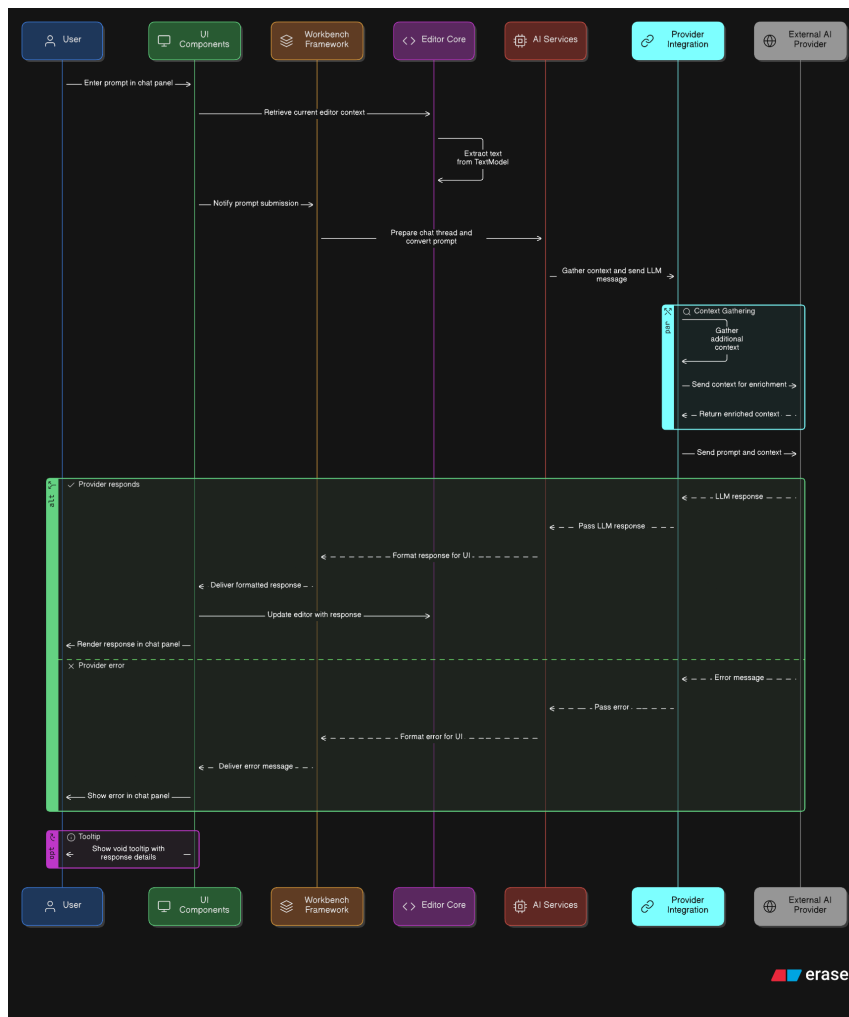 User
UI
Components
Workbench
Framework
Editor Core
AI Services
Provider
Integration
External AI
Provider
Enter prompt in chat panel
Retrieve current editor context
Extract text
from TextModel
Notify prompt submission
Prepare chat thread and
convert prompt
Gather context and send LLM
message
par
Context Gathering
Gather
additional
context
Send context for enrichment
Return enriched context
Send prompt and context
alt
Provider responds
LLM response
Pass LLM response
Format response for UI
Deliver formatted response
Update editor with response
Render response in chat panel
Provider error
Error message
Pass error
Format error for UI
Deliver error message
Show error in chat panel
opt
Tooltip
Show void tooltip with
response details
User
UI
Components
Workbench
Framework
Editor Core
AI Services
Provider
Integration
External AI
Provider
erase